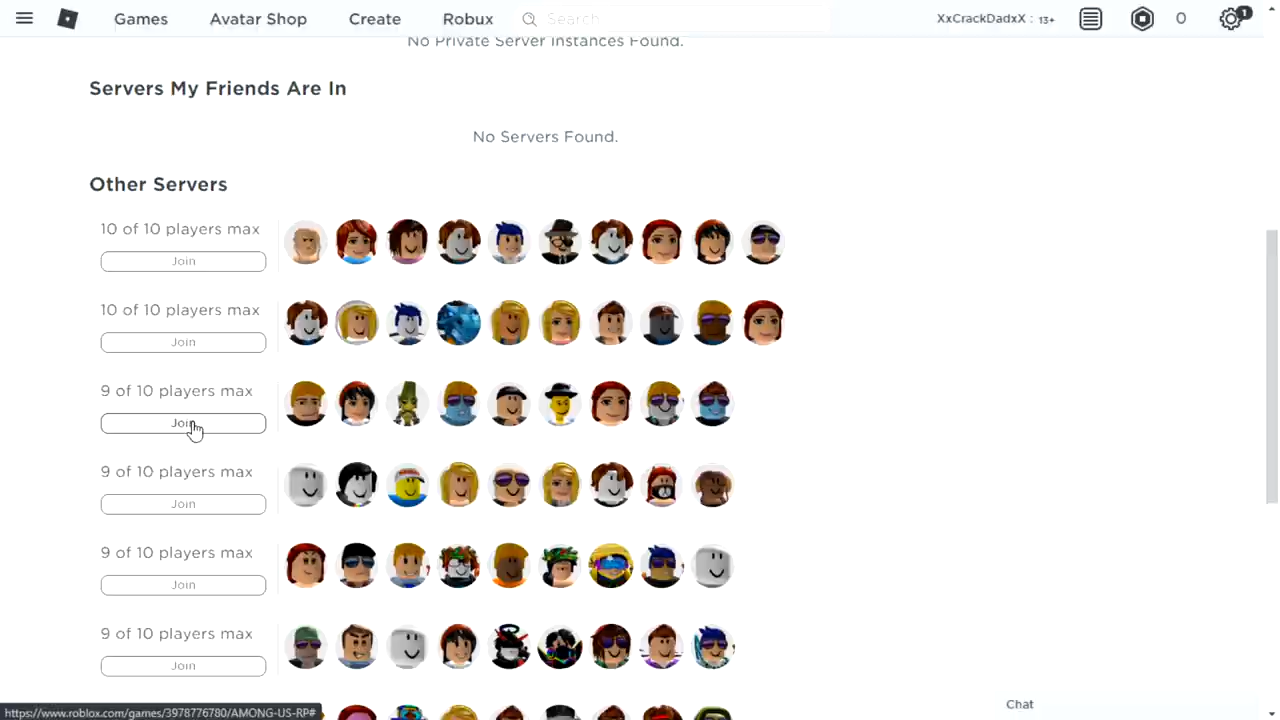 Games Avatar Shop Create Robux Search XxCrackDadxX : 13+ 0 1
No Private Server Instances Found.
Servers My Friends Are In
No Servers Found.
Other Servers
10 of 10 players max
Join
10 of 10 players max
Join
9 of 10 players max
Join
9 of 10 players max
Join
9 of 10 players max
Join
9 of 10 players max
Join
https://www.roblox.com/games/3978776780/AMONG-US-RP#
Chat